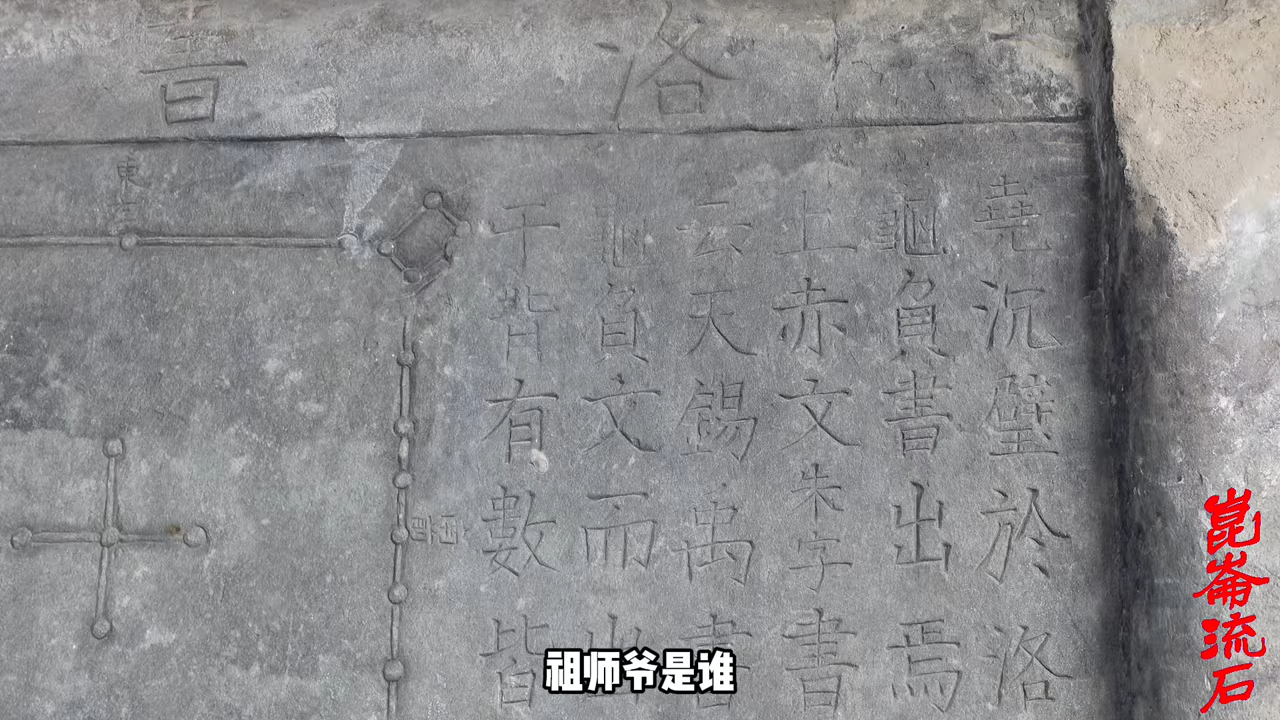 洛書
堯沉璧於洛
龜負書出焉
上赤文朱字書
云天錫禹書
龜負文而出
于背有數皆
東三
祖师爷是谁
崑崙流石